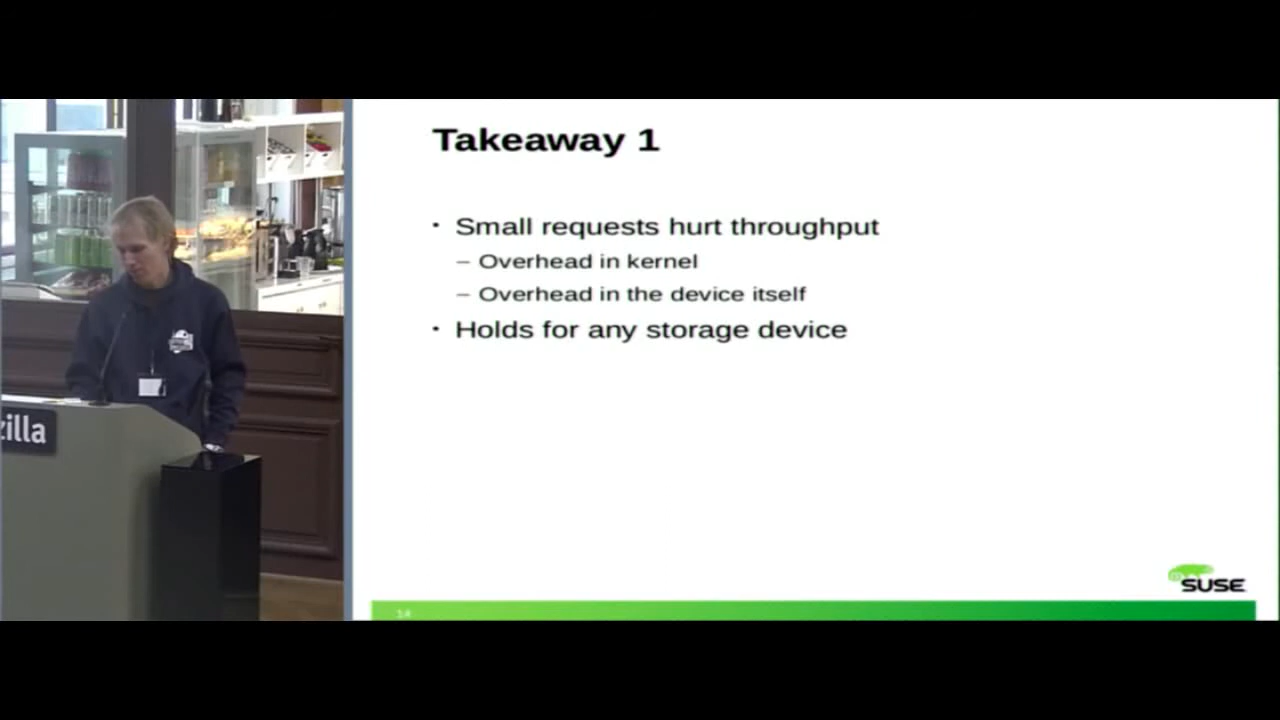 Takeaway 1
· Small requests hurt throughput
– Overhead in kernel
– Overhead in the device itself
· Holds for any storage device
zilla
SUSE
14